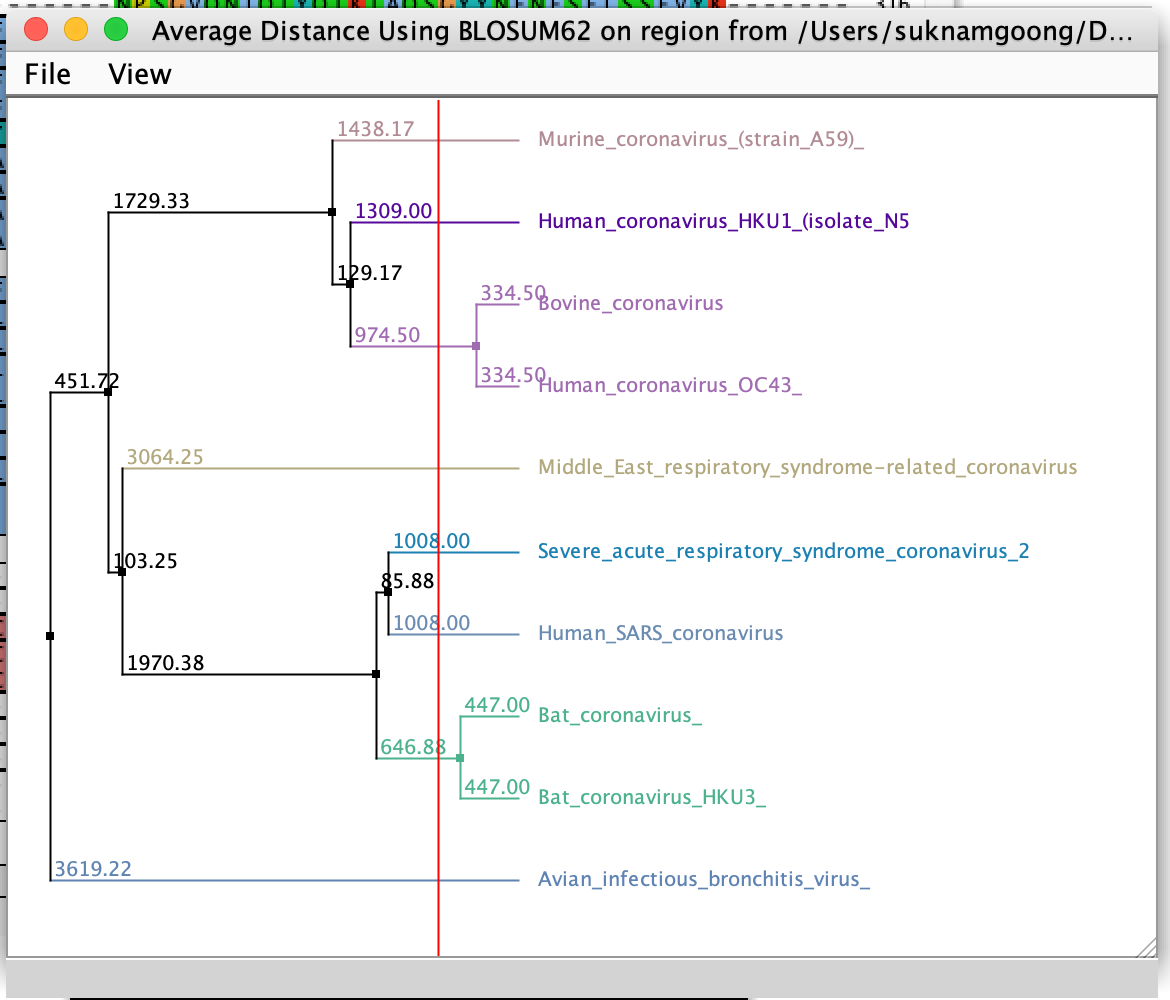 316
Average Distance Using BLOSUM62 on region from /Users/suknamgoong/D...
File View
1438.17
Murine_coronavirus_(strain_A59)_
1729.33
1309.00
Human_coronavirus_HKU1_(isolate_N5
129.17
334.50
Bovine_coronavirus
974.50
451.72
334.50
Human_coronavirus_OC43_
3064.25
Middle_East_respiratory_syndrome-related_coronavirus
1008.00
Severe_acute_respiratory_syndrome_coronavirus_2
103.25
85.88
1008.00
Human_SARS_coronavirus
1970.38
447.00
Bat_coronavirus_
646.88
447.00
Bat_coronavirus_HKU3_
3619.22
Avian_infectious_bronchitis_virus_